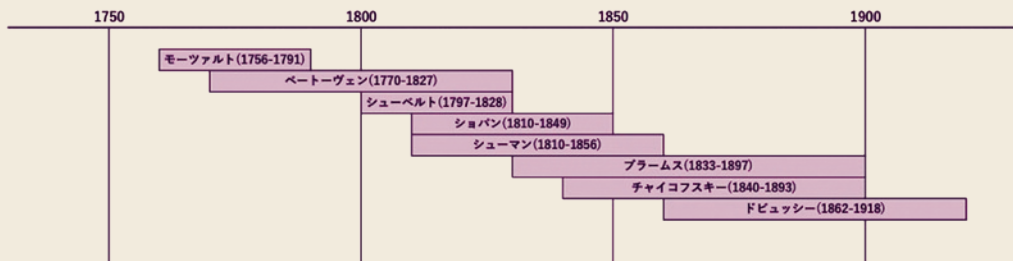 1750 1800 1850 1900
モーツァルト(1756-1791)
ベートーヴェン(1770-1827)
シューベルト(1797-1828)
ショパン(1810-1849)
シューマン(1810-1856)
ブラームス(1833-1897)
チャイコフスキー(1840-1893)
ドビュッシー(1862-1918)